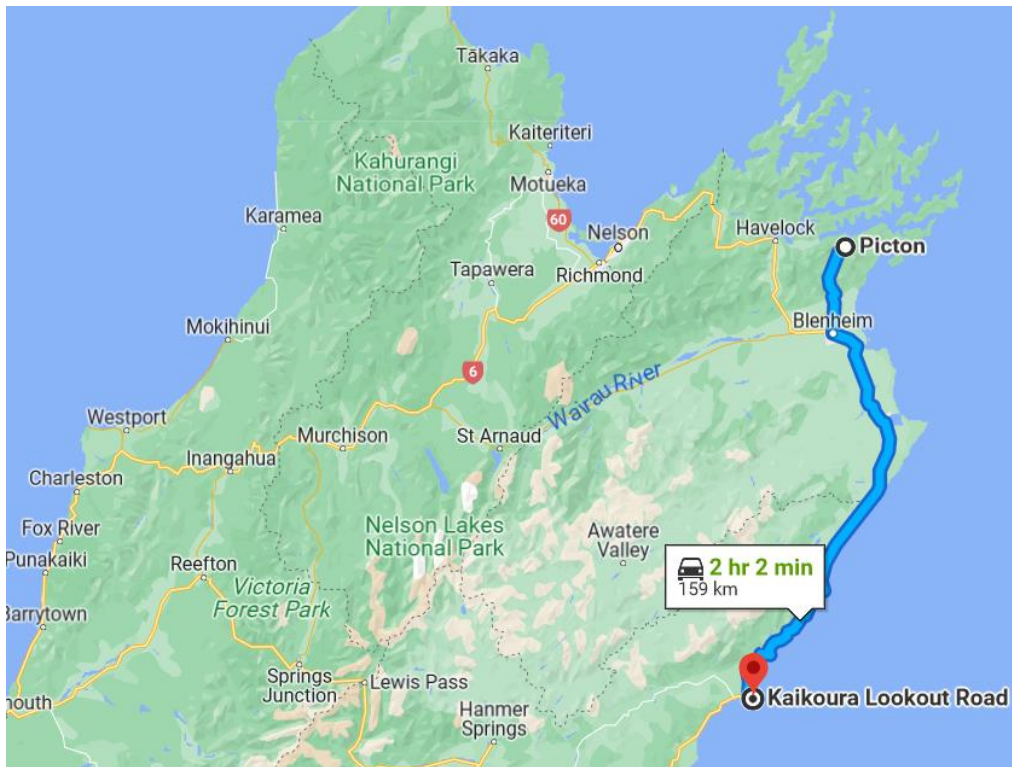 Tākaka
Kaiteriteri
Kahurangi
National Park
Motueka
Karamea
60
Nelson
Havelock
Picton
Richmond
Tapawera
Mokihinui
Blenheim
6
Wairau River
Westport
Murchison
St Arnaud
Inangahua
Charleston
Fox River
Nelson Lakes
National Park
Awatere
Valley
Punakaiki
Reefton
2 hr 2 min
159 km
Victoria
Forest Park
Barrytown
Springs
Junction
Lewis Pass
Kaikoura Lookout Road
mouth
Hanmer
Springs